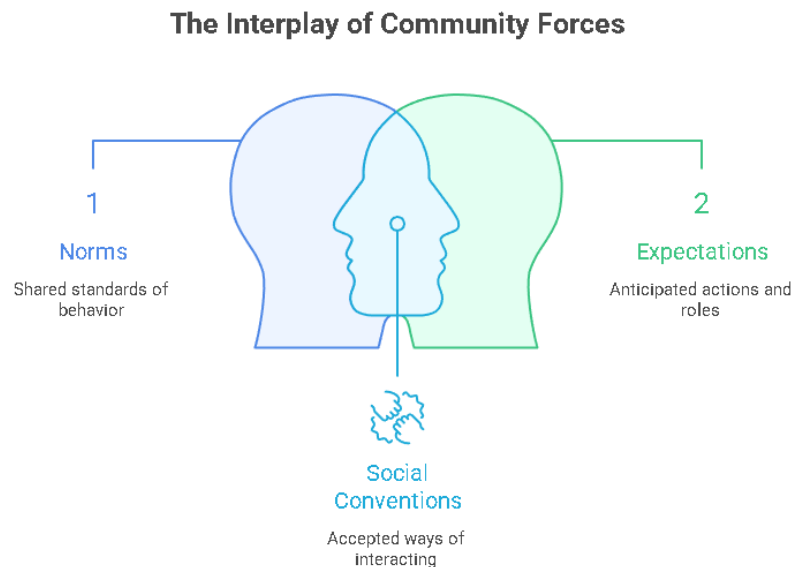 The Interplay of Community Forces
1
Norms
Shared standards of
behavior
2
Expectations
Anticipated actions and
roles
Social
Conventions
Accepted ways of
interacting